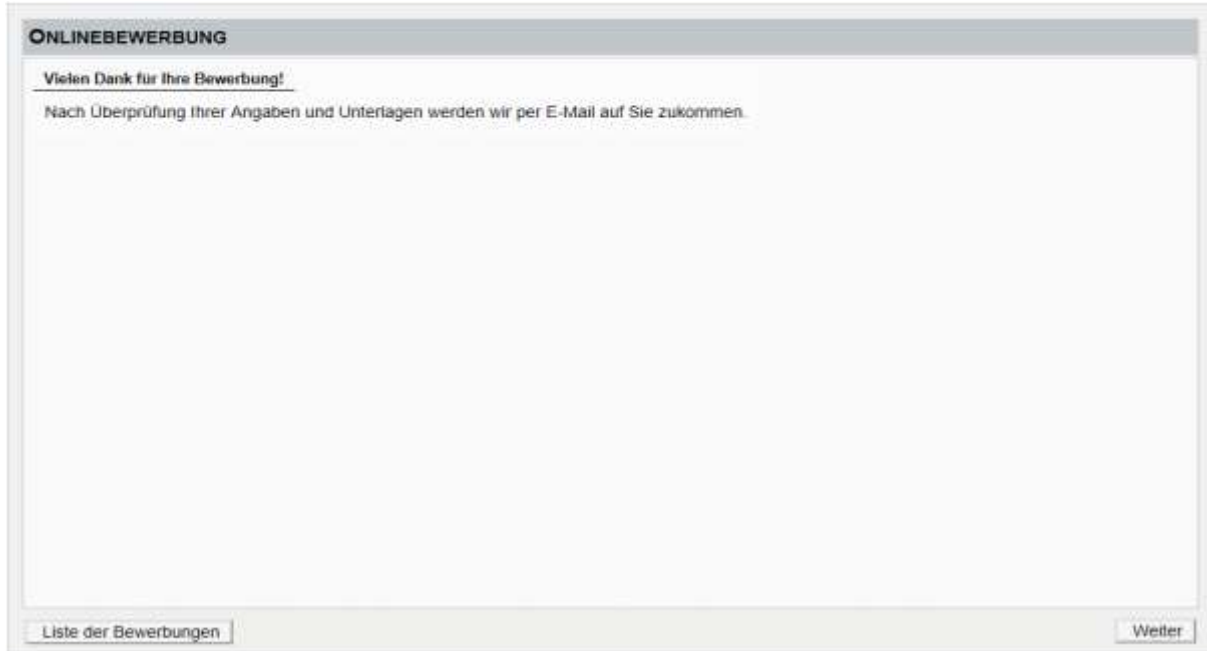 ONLINEBEWERBUNG
Vielen Dank für Ihre Bewerbung!
Nach Überprüfung Ihrer Angaben und Unterlagen werden wir per E-Mail auf Sie zukommen.
Liste der Bewerbungen
Weiter